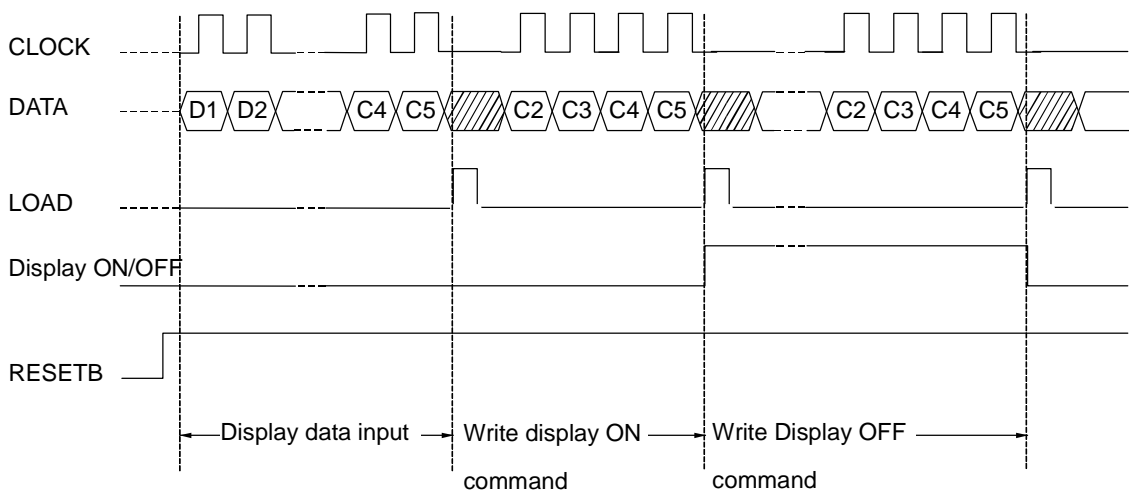 CLOCK
DATA D1 D2 C4 C5 C2 C3 C4 C5 C2 C3 C4 C5
LOAD
Display ON/OFF
RESETB
Display data input Write display ON Write Display OFF
command command